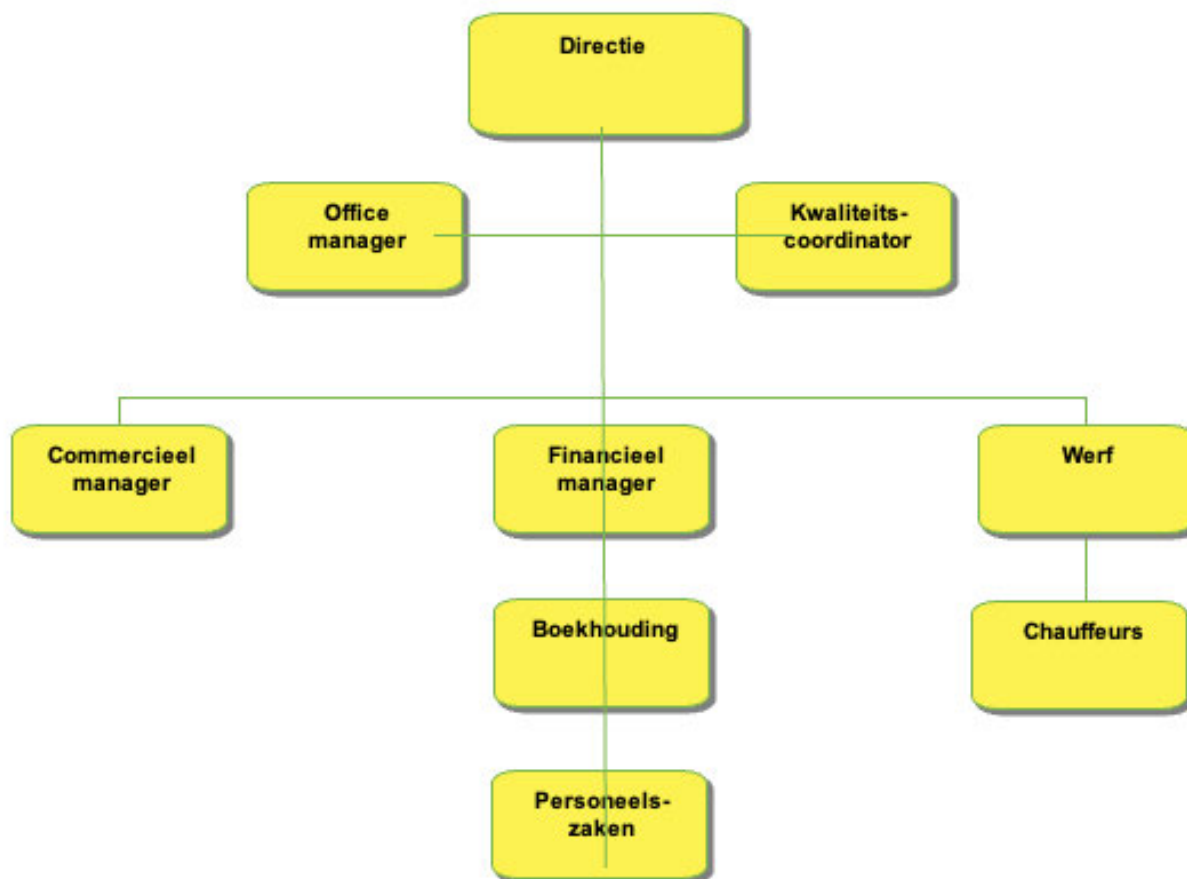 Directie
Office
manager
Kwaliteits-
coordinator
Commercieel
manager
Financieel
manager
Werf
Boekhouding
Chauffeurs
Personeels-
zaken